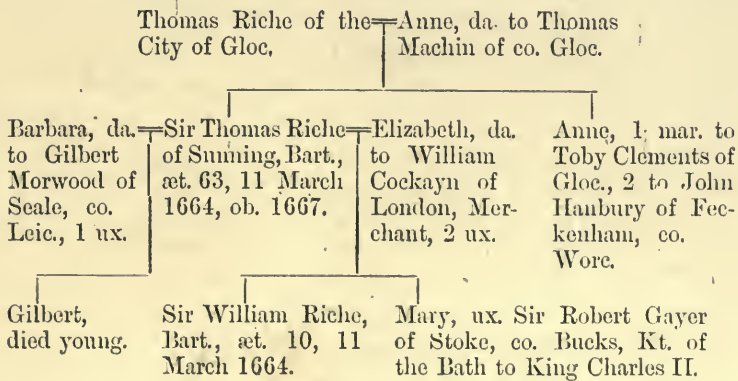 Thomas Riche of the
City of Gloc.
Anne, da. to Thomas
Machin of co. Gloc.
Barbara, da.
to Gilbert
Morwood of
Seale, co.
Leic., 1 ux.
Sir Thomas Riche
of Sunning, Bart.,
æt. 63, 11 March
1664, ob. 1667.
Elizabeth, da.
to William
Cockayn of
London, Mer-
chant, 2 ux.
Anne, 1 mar. to
Toby Clements of
Gloc., 2 to John
Hanbury of Fec-
kenham, co.
Worc.
Gilbert,
died young.
Sir William Riche,
Bart., æt. 10, 11
March 1664.
Mary, ux. Sir Robert Gayer
of Stoke, co. Bucks, Kt. of
the Bath to King Charles II.